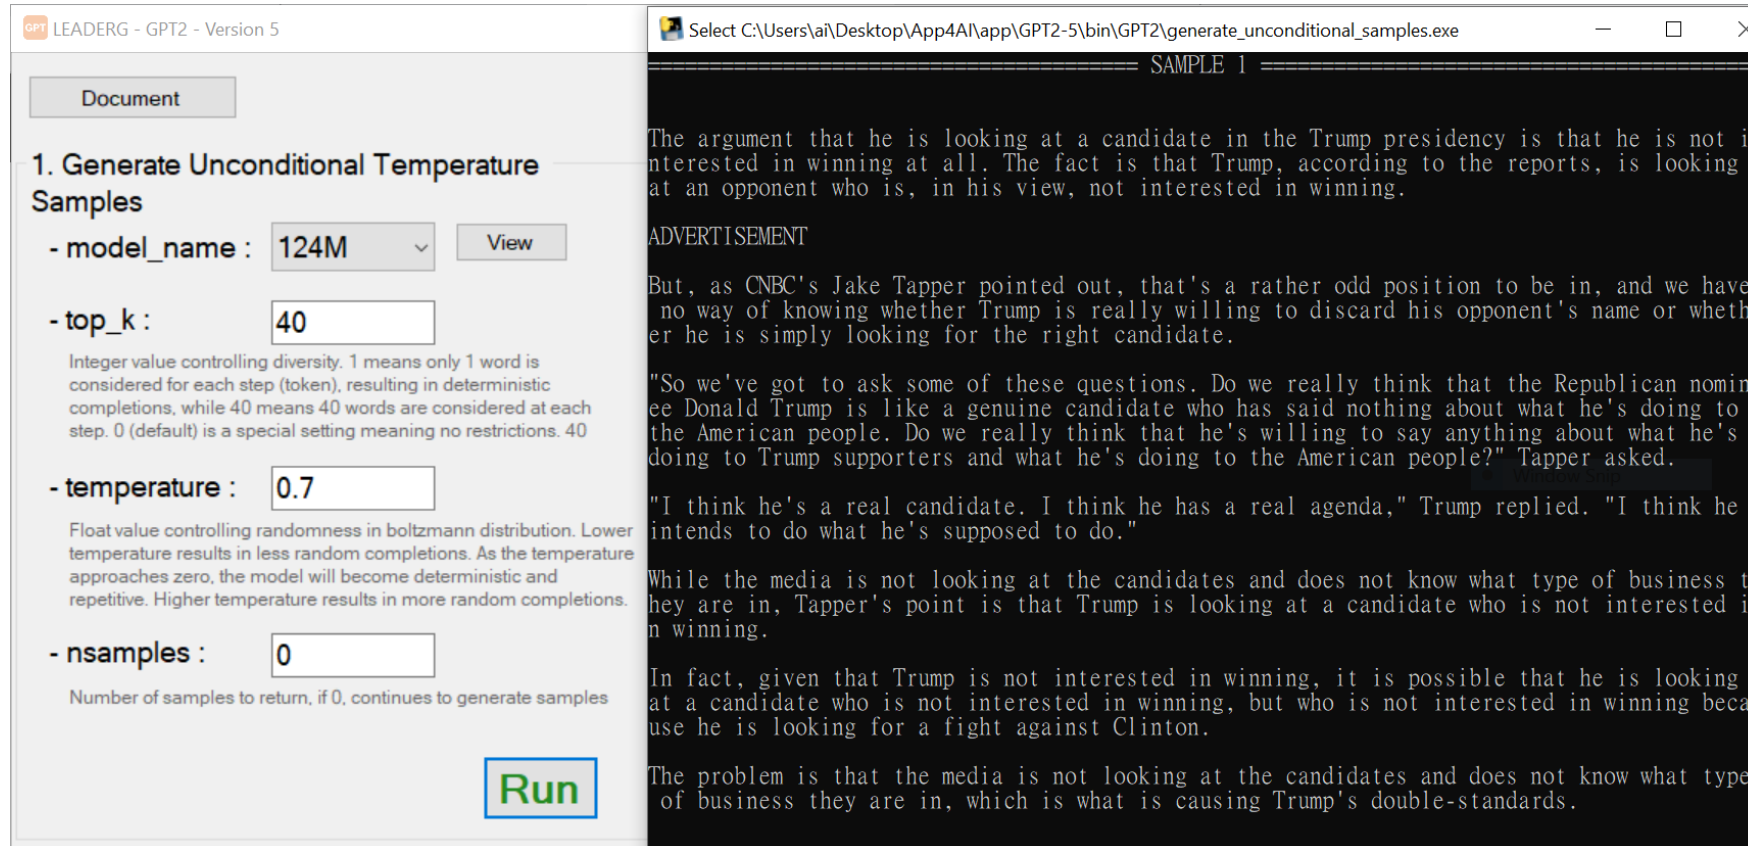 GPT LEADERG - GPT2 - Version 5
Document
1. Generate Unconditional Temperature
Samples
- model_name : 124M View
- top_k : 40
Integer value controlling diversity. 1 means only 1 word is
considered for each step (token), resulting in deterministic
completions, while 40 means 40 words are considered at each
step. 0 (default) is a special setting meaning no restrictions. 40
- temperature : 0.7
Float value controlling randomness in boltzmann distribution. Lower
temperature results in less random completions. As the temperature
approaches zero, the model will become deterministic and
repetitive. Higher temperature results in more random completions.
- nsamples : 0
Number of samples to return, if 0, continues to generate samples
Run
Select C:\Users\ai\Desktop\App4AI\app\GPT2-5\bin\GPT2\generate_unconditional_samples.exe
======================================== SAMPLE 1 ========================================
The argument that he is looking at a candidate in the Trump presidency is that he is not i
nterested in winning at all. The fact is that Trump, according to the reports, is looking
at an opponent who is, in his view, not interested in winning.
ADVERTISEMENT
But, as CNBC's Jake Tapper pointed out, that's a rather odd position to be in, and we have
no way of knowing whether Trump is really willing to discard his opponent's name or wheth
er he is simply looking for the right candidate.
"So we've got to ask some of these questions. Do we really think that the Republican nomin
ee Donald Trump is like a genuine candidate who has said nothing about what he's doing to
the American people. Do we really think that he's willing to say anything about what he's
doing to Trump supporters and what he's doing to the American people?" Tapper asked.
Window Snip
"I think he's a real candidate. I think he has a real agenda," Trump replied. "I think he
intends to do what he's supposed to do."
While the media is not looking at the candidates and does not know what type of business t
hey are in, Tapper's point is that Trump is looking at a candidate who is not interested i
n winning.
In fact, given that Trump is not interested in winning, it is possible that he is looking
at a candidate who is not interested in winning, but who is not interested in winning beca
use he is looking for a fight against Clinton.
The problem is that the media is not looking at the candidates and does not know what type
of business they are in, which is what is causing Trump's double-standards.